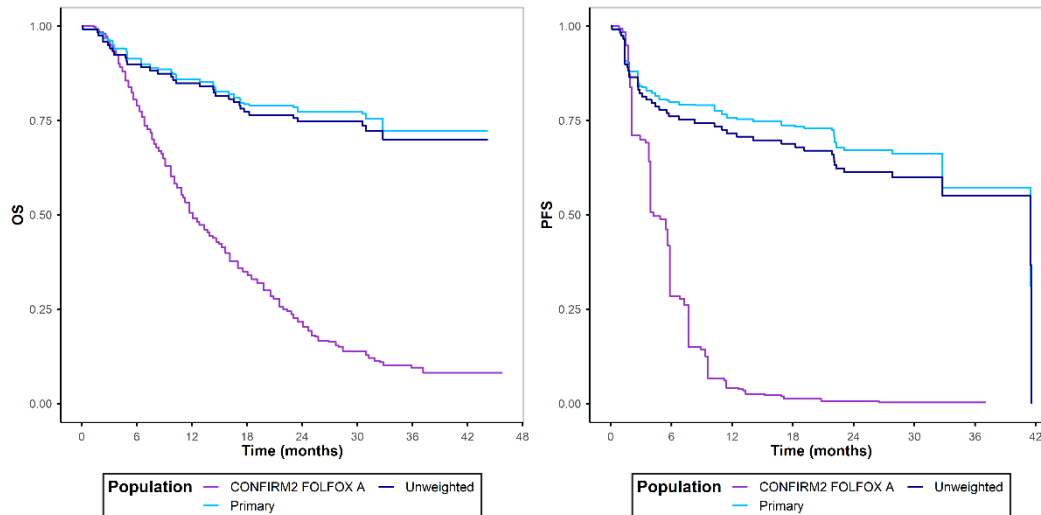 1.00
0.75
0.50
0.25
0.00
OS
0 6 12 18 24 30 36 42 48
Time (months)
Population CONFIRM2 FOLFOX A Unweighted
Primary
1.00
0.75
0.50
0.25
0.00
PFS
0 6 12 18 24 30 36 42
Time (months)
Population CONFIRM2 FOLFOX A Unweighted
Primary